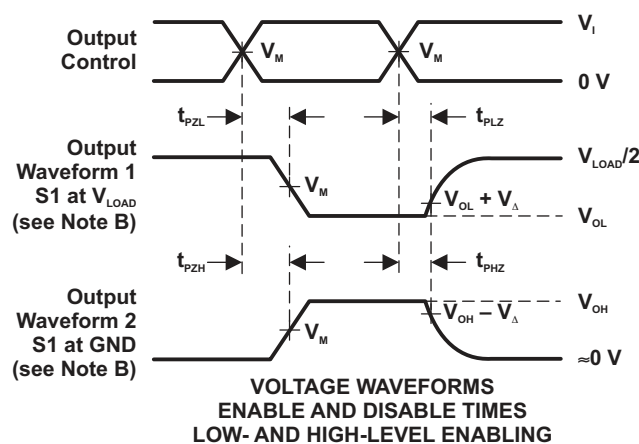 Output
Control
V_M
V_M
V_I
0 V
t_PZL
t_PLZ
Output
Waveform 1
S1 at V_LOAD
(see Note B)
V_M
V_OL + V_Δ
V_LOAD/2
V_OL
t_PZH
t_PHZ
Output
Waveform 2
S1 at GND
(see Note B)
V_M
V_OH − V_Δ
V_OH
≈0 V
VOLTAGE WAVEFORMS
ENABLE AND DISABLE TIMES
LOW- AND HIGH-LEVEL ENABLING